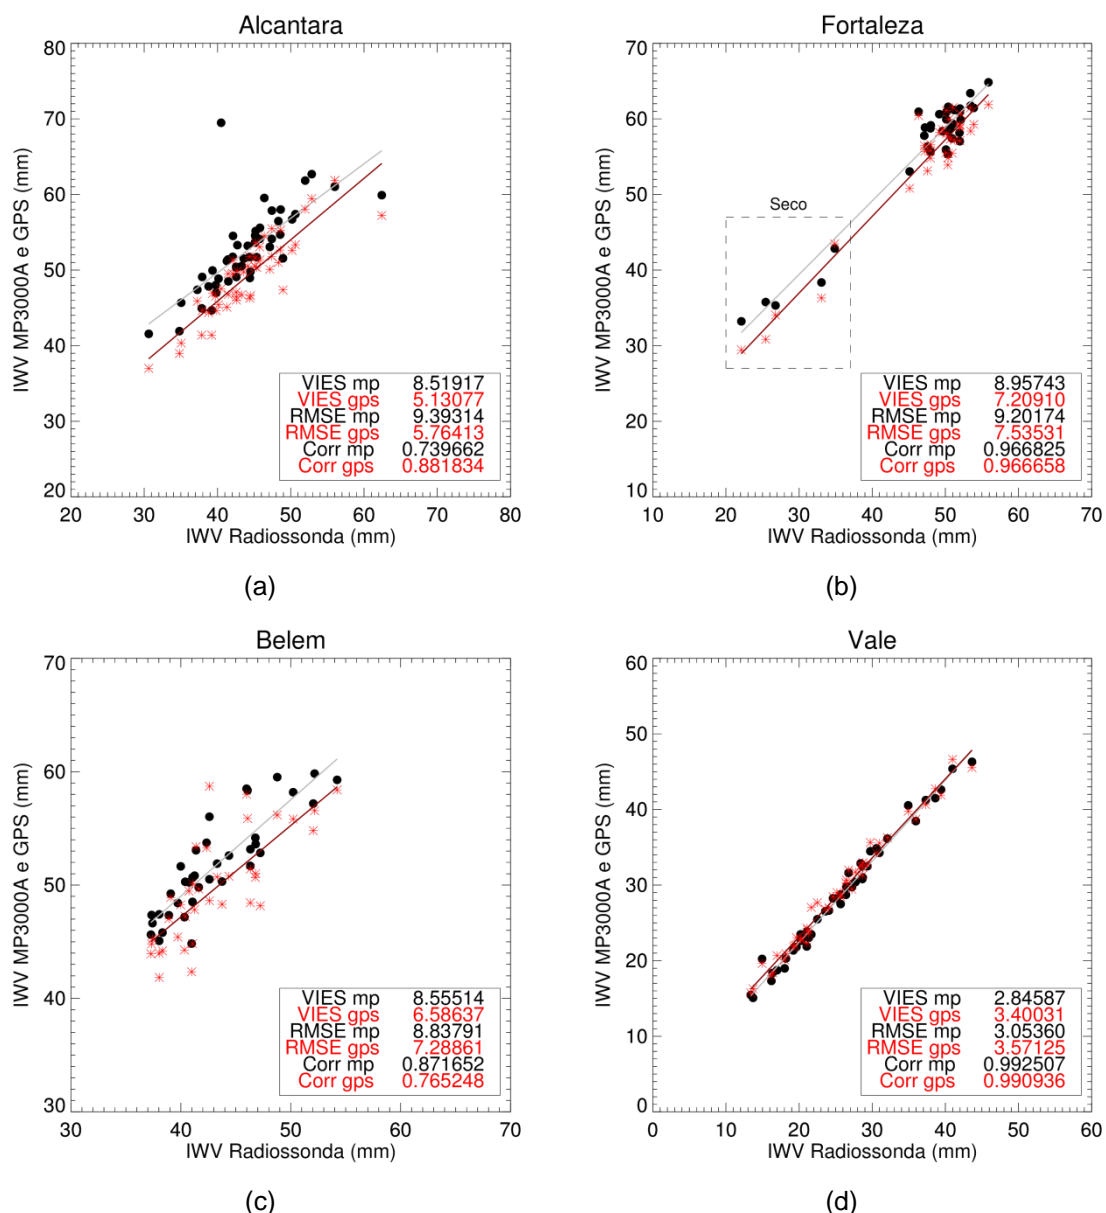 Alcantara
80
70
60
50
40
30
20
IWV MP3000A e GPS (mm)
VIES mp 8.51917
VIES gps 5.13077
RMSE mp 9.39314
RMSE gps 5.76413
Corr mp 0.739662
Corr gps 0.881834
20 30 40 50 60 70 80
IWV Radiossonda (mm)
(a)
Fortaleza
70
60
50
40
30
20
10
IWV MP3000A e GPS (mm)
Seco
VIES mp 8.95743
VIES gps 7.20910
RMSE mp 9.20174
RMSE gps 7.53531
Corr mp 0.966825
Corr gps 0.966658
10 20 30 40 50 60 70
IWV Radiossonda (mm)
(b)
Belem
70
60
50
40
30
IWV MP3000A e GPS (mm)
VIES mp 8.55514
VIES gps 6.58637
RMSE mp 8.83791
RMSE gps 7.28861
Corr mp 0.871652
Corr gps 0.765248
30 40 50 60 70
IWV Radiossonda (mm)
(c)
Vale
60
50
40
30
20
10
0
IWV MP3000A e GPS (mm)
VIES mp 2.84587
VIES gps 3.40031
RMSE mp 3.05360
RMSE gps 3.57125
Corr mp 0.992507
Corr gps 0.990936
0 10 20 30 40 50 60
IWV Radiossonda (mm)
(d)